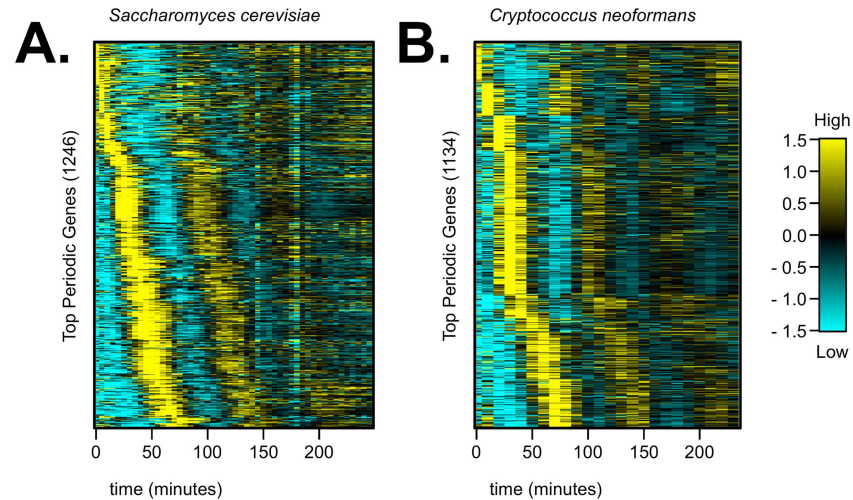 Saccharomyces cerevisiae
Cryptococcus neoformans
A.
B.
Top Periodic Genes (1246)
Top Periodic Genes (1134)
High
1.5
1.0
0.5
0.0
- 0.5
- 1.0
- 1.5
Low
0 50 100 150 200
0 50 100 150 200
time (minutes)
time (minutes)